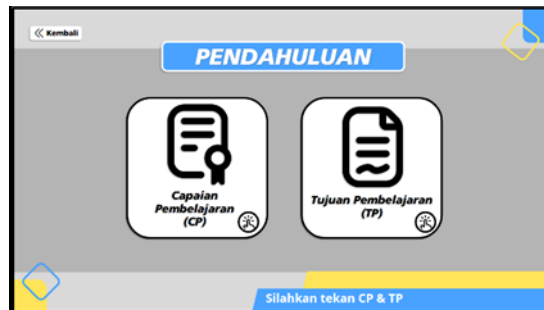 Kembali
PENDAHULUAN
Capaian
Pembelajaran
(CP)
Tujuan Pembelajaran
(TP)
Silahkan tekan CP & TP